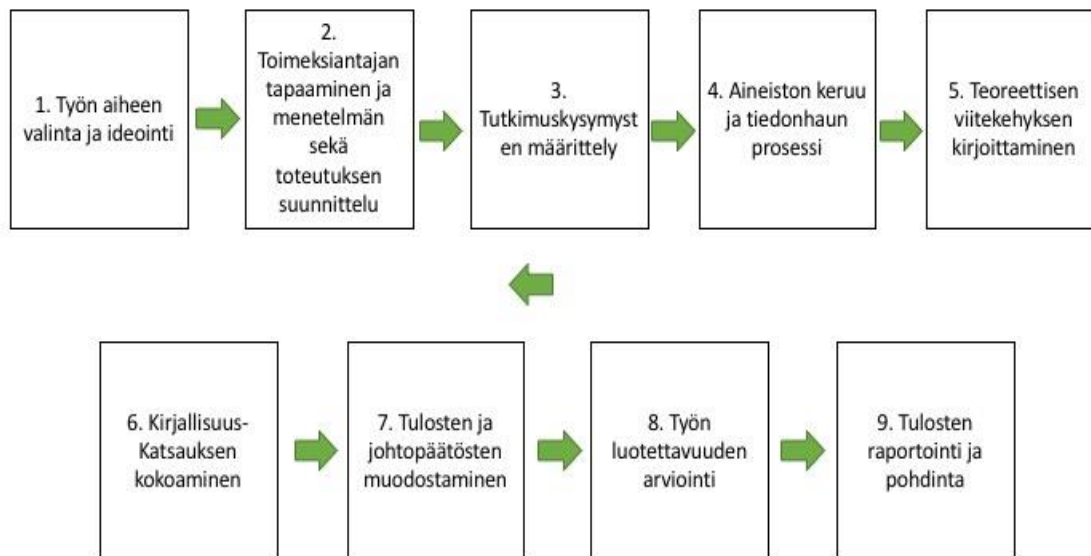 1. Työn aiheen
valinta ja ideointi
2.
Toimeksiantajan
tapaaminen ja
menetelmän
sekä
toteutuksen
suunnittelu
3.
Tutkimuskysymyst
en määrittely
4. Aineiston keruu
ja tiedonhaun
prosessi
5. Teoreettisen
viitekehyksen
kirjoittaminen
6. Kirjallisuus-
Katsauksen
kokoaminen
7. Tulosten ja
johtopäätösten
muodostaminen
8. Työn
luotettavuuden
arviointi
9. Tulosten
raportointi ja
pohdinta